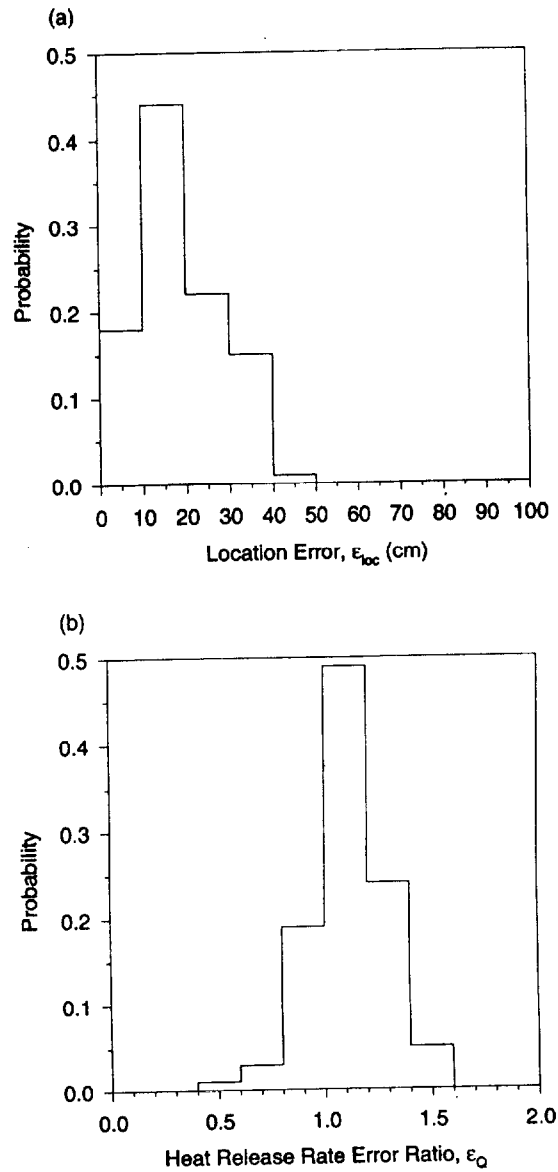 (a)
0.5
0.4
0.3
0.2
0.1
0.0
Probability
0 10 20 30 40 50 60 70 80 90 100
Location Error, ε_loc (cm)
(b)
0.5
0.4
0.3
0.2
0.1
0.0
Probability
0.0 0.5 1.0 1.5 2.0
Heat Release Rate Error Ratio, ε_Q